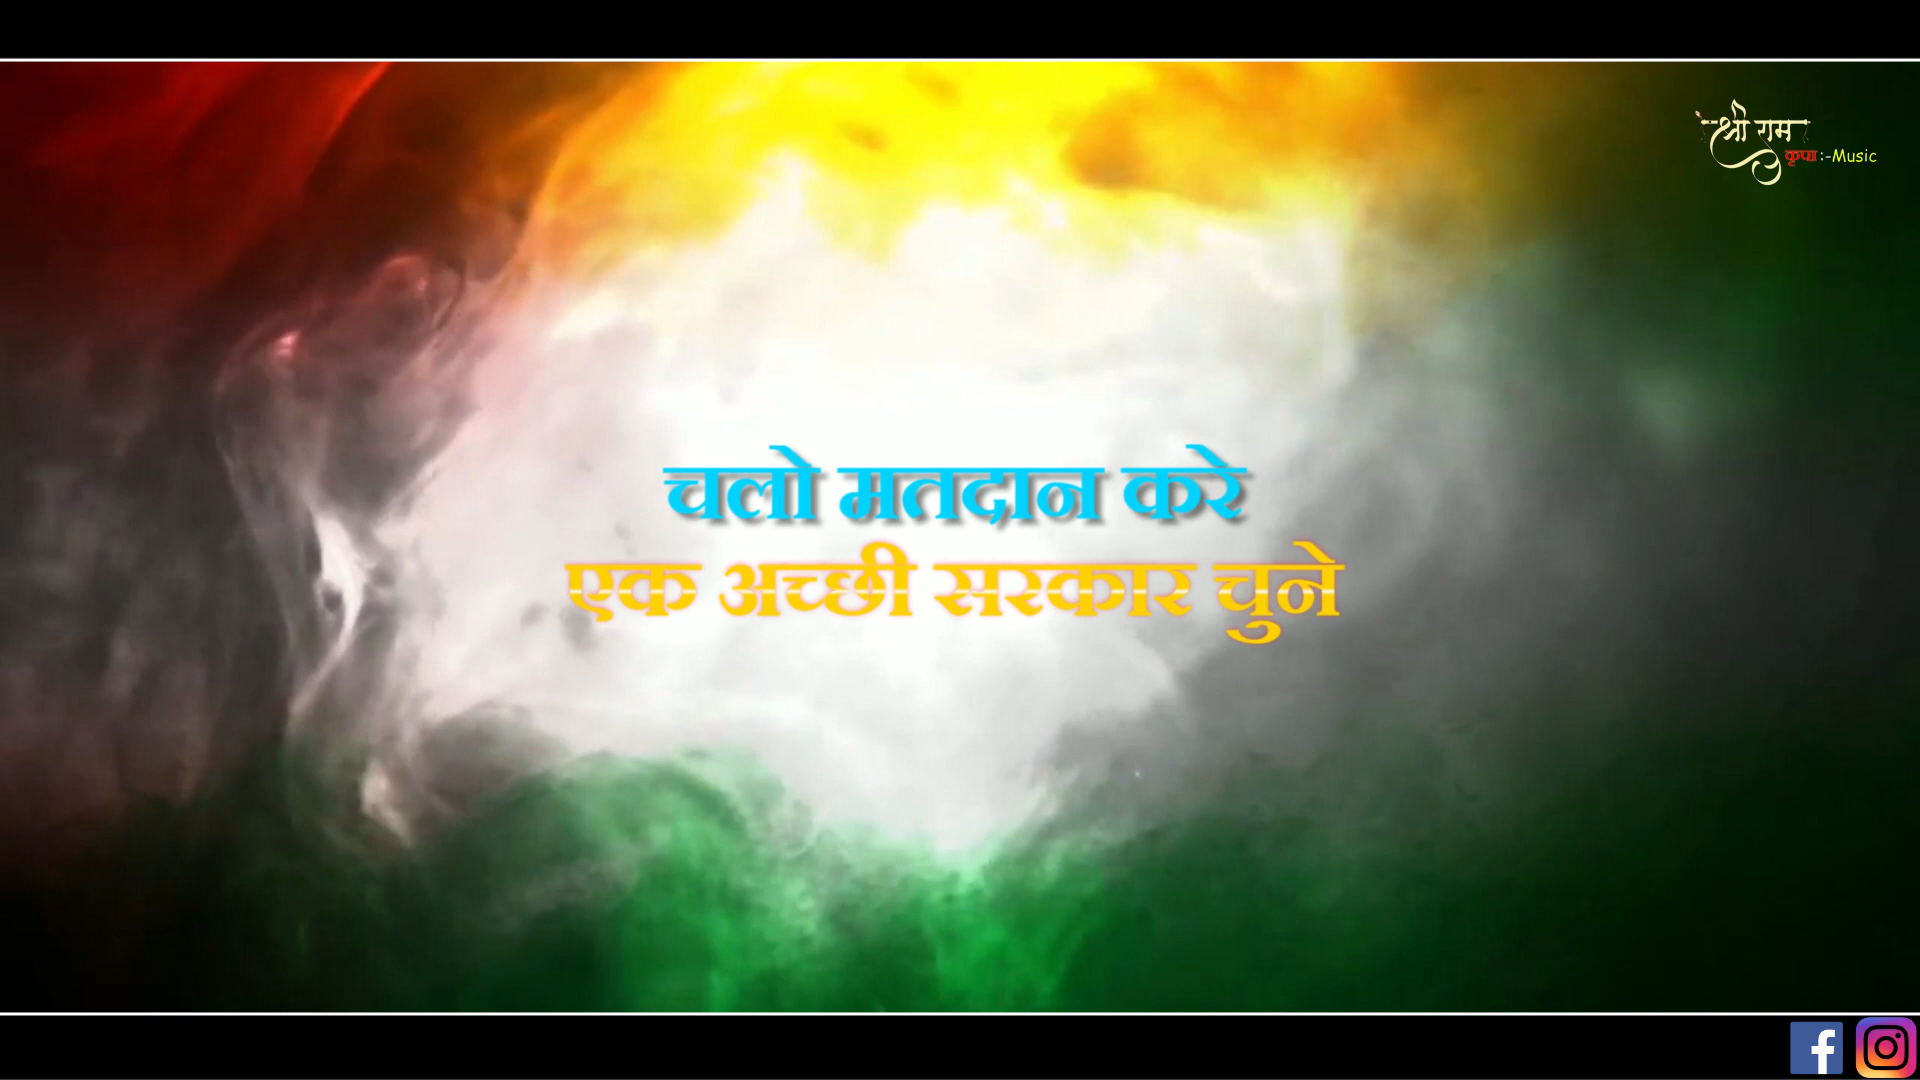 श्री राम
कृपा:-Music
चलो मतदान करे
एक अच्छी सरकार चुने